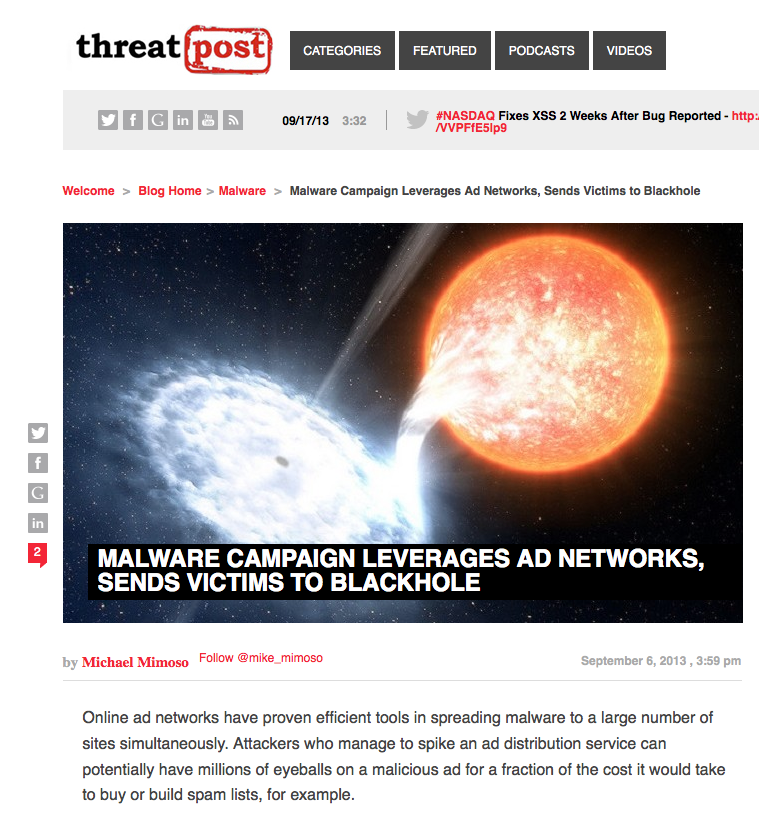 threatpost
CATEGORIES
FEATURED
PODCASTS
VIDEOS
09/17/13 3:32
#NASDAQ Fixes XSS 2 Weeks After Bug Reported - http:/
/VVPFfE5lp9
Welcome > Blog Home > Malware > Malware Campaign Leverages Ad Networks, Sends Victims to Blackhole
2
MALWARE CAMPAIGN LEVERAGES AD NETWORKS,
SENDS VICTIMS TO BLACKHOLE
by Michael Mimoso Follow @mike_mimoso
September 6, 2013 , 3:59 pm
Online ad networks have proven efficient tools in spreading malware to a large number of
sites simultaneously. Attackers who manage to spike an ad distribution service can
potentially have millions of eyeballs on a malicious ad for a fraction of the cost it would take
to buy or build spam lists, for example.